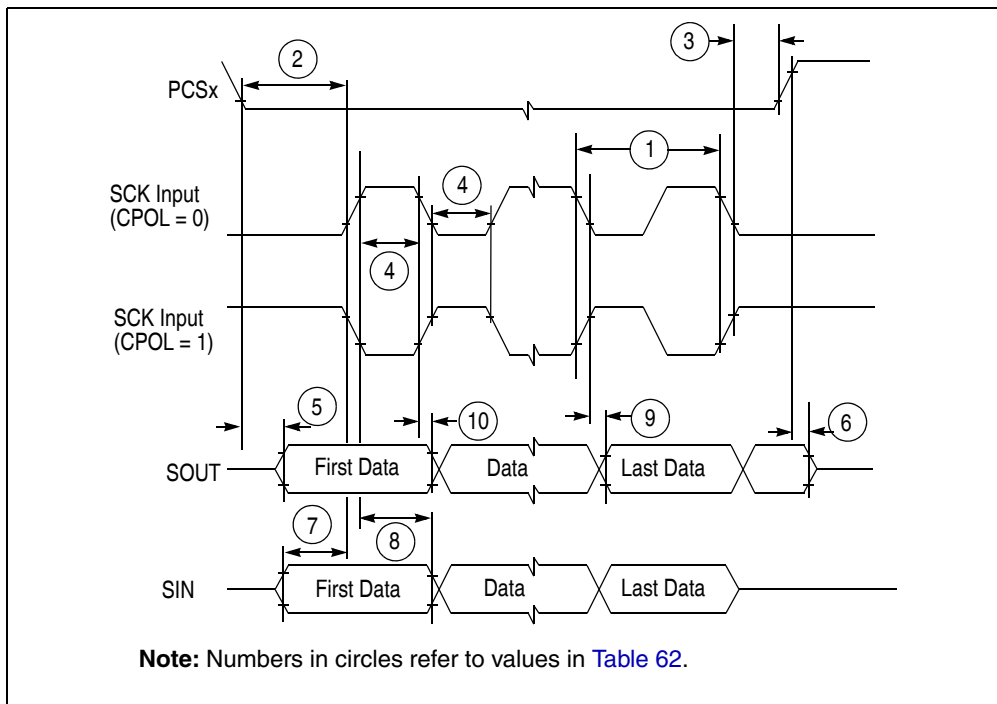 3
2
PCSx
1
4
SCK Input
(CPOL = 0)
4
SCK Input
(CPOL = 1)
5
10
9
6
First Data
Data
Last Data
SOUT
7
8
First Data
Data
Last Data
SIN
Note: Numbers in circles refer to values in Table 62.